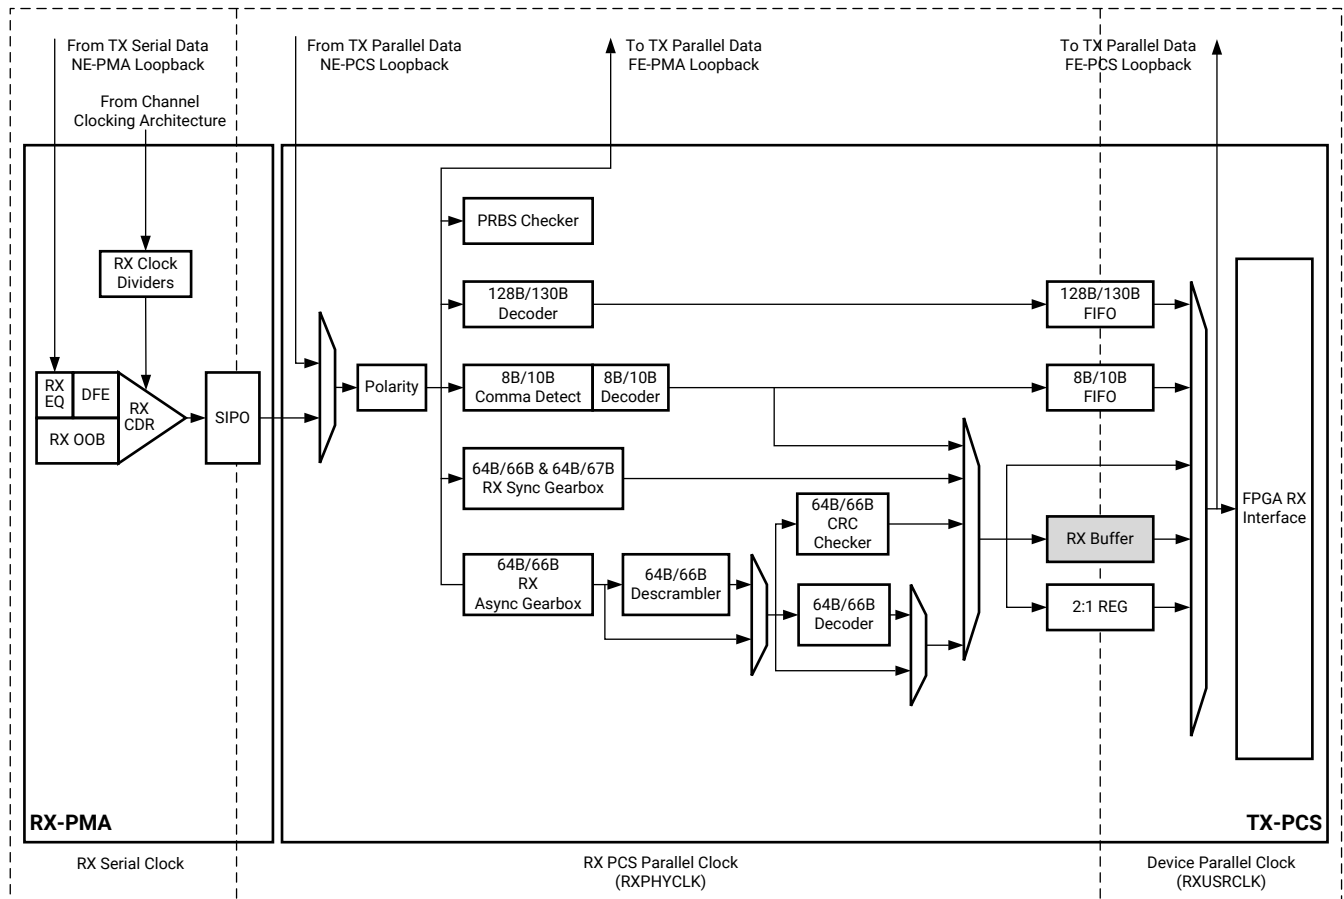 From TX Serial Data
NE-PMA Loopback
From TX Parallel Data
NE-PCS Loopback
To TX Parallel Data
FE-PMA Loopback
To TX Parallel Data
FE-PCS Loopback
From Channel
Clocking Architecture
PRBS Checker
RX Clock
Dividers
128B/130B
Decoder
128B/130B
FIFO
RX
EQ
DFE
RX
CDR
RX OOB
SIPO
Polarity
8B/10B
Comma Detect
8B/10B
Decoder
8B/10B
FIFO
64B/66B & 64B/67B
RX Sync Gearbox
64B/66B
CRC
Checker
FPGA RX
Interface
RX Buffer
64B/66B
RX
Async Gearbox
64B/66B
Descrambler
64B/66B
Decoder
2:1 REG
RX-PMA
TX-PCS
RX Serial Clock
RX PCS Parallel Clock
(RXPHYCLK)
Device Parallel Clock
(RXUSRCLK)